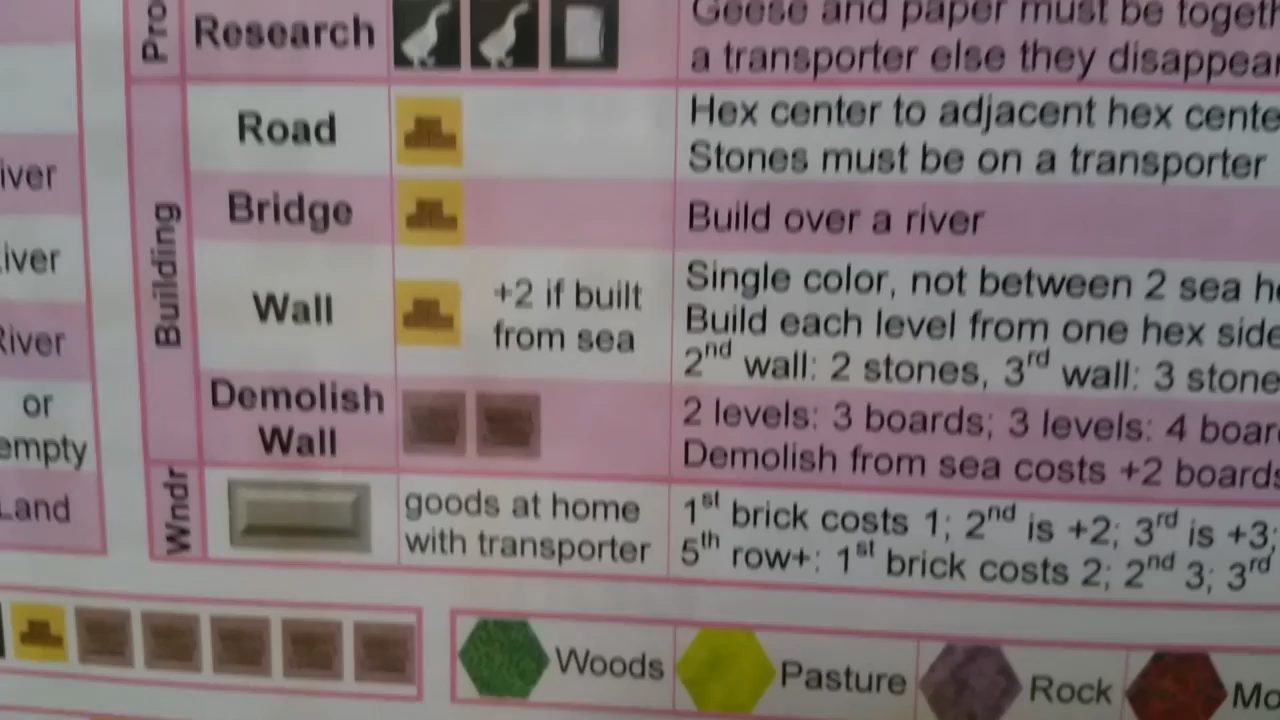 Pro
Research
Geese and paper must be
a transporter else they disappear
Building
Road
Hex center to adjacent hex
Stones must be on a transporter
iver
Bridge
Build over a river
iver
Wall
+2 if built
from sea
Single color, not between 2 sea
Build each level from one hex side
2nd wall: 2 stones, 3rd wall: 3 stone
River
or
empty
Demolish
Wall
2 levels: 3 boards; 3 levels: 4
Demolish from sea costs +2 boards
Land
Wndr
goods at home
with transporter
1st brick costs 1; 2nd is +2; 3rd is +3;
5th row+: 1st brick costs 2; 2nd 3; 3rd
Woods
Pasture
Rock
Mo